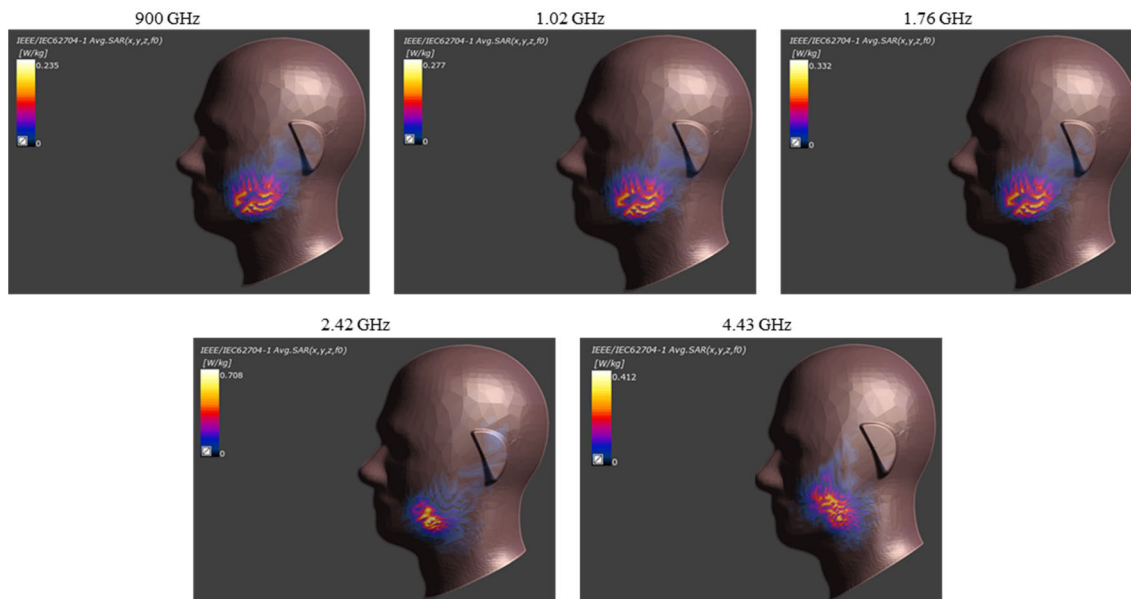 900 GHz
IEEE/IEC62704-1 Avg.SAR(x,y,z,f0)
[W/kg]
0.235
0
1.02 GHz
IEEE/IEC62704-1 Avg.SAR(x,y,z,f0)
[W/kg]
0.277
0
1.76 GHz
IEEE/IEC62704-1 Avg.SAR(x,y,z,f0)
[W/kg]
0.332
0
2.42 GHz
IEEE/IEC62704-1 Avg.SAR(x,y,z,f0)
[W/kg]
0.708
0
4.43 GHz
IEEE/IEC62704-1 Avg.SAR(x,y,z,f0)
[W/kg]
0.412
0